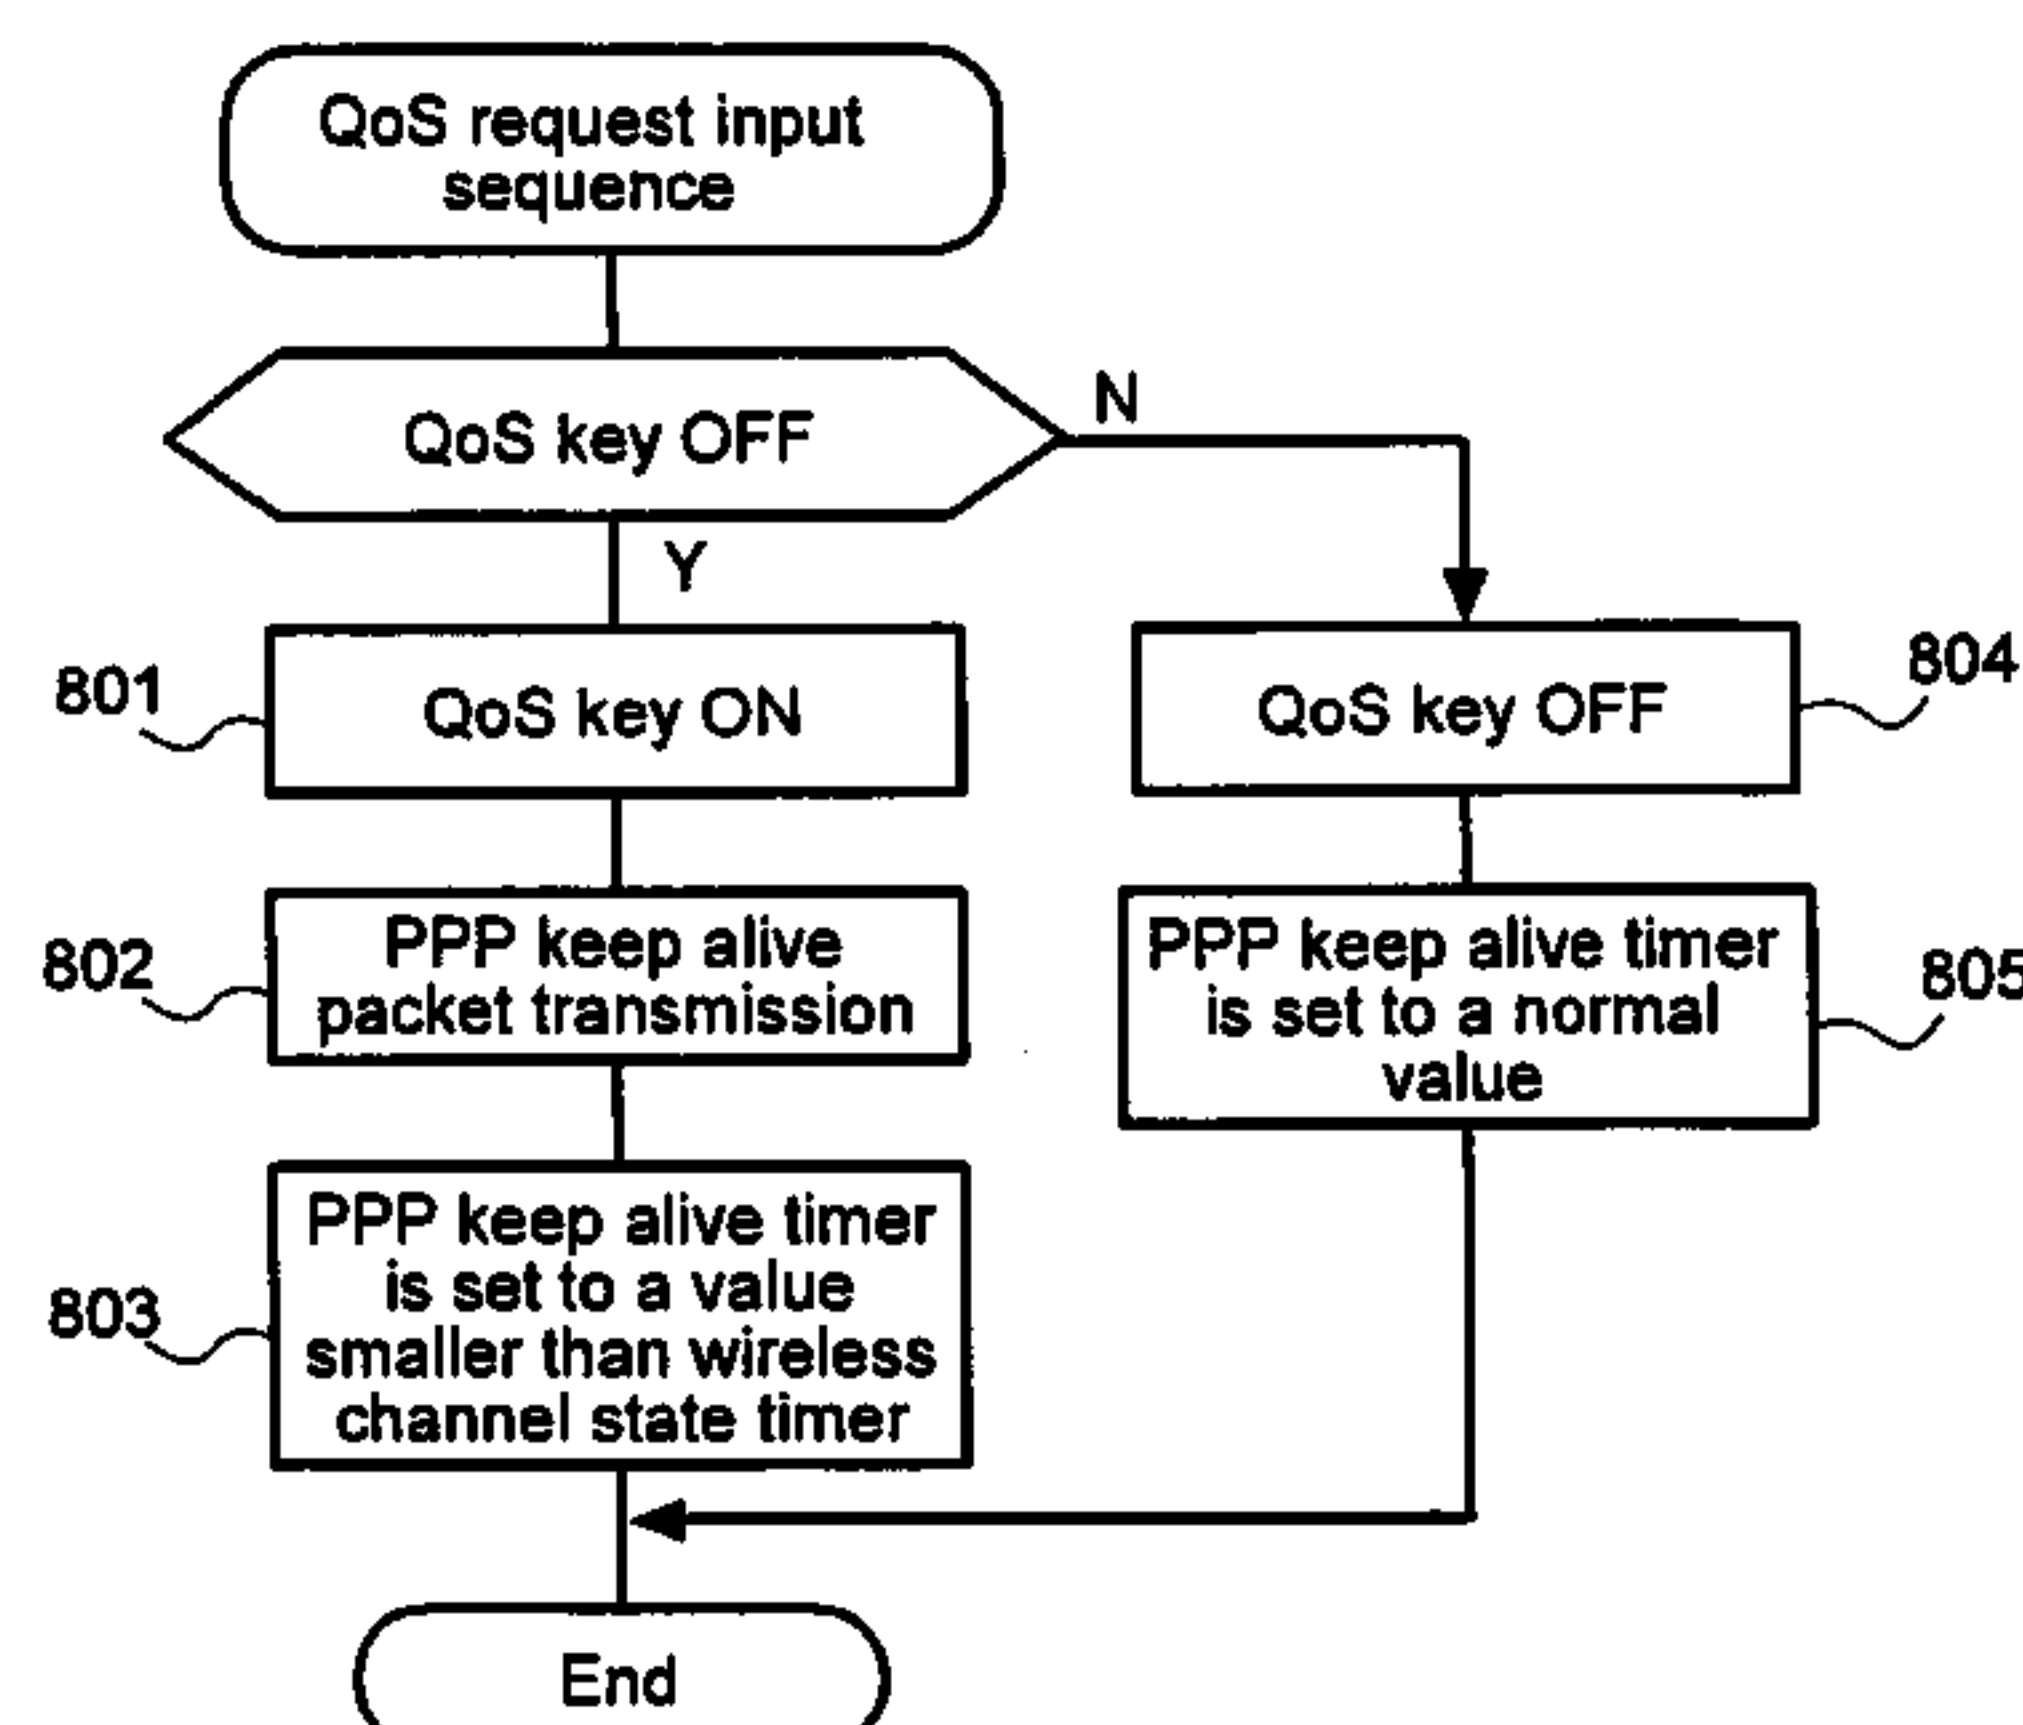 QoS request input
sequence
QoS key OFF
N
Y
801
QoS key ON
QoS key OFF
804
802
PPP keep alive
packet transmission
PPP keep alive timer
is set to a normal
value
805
803
PPP keep alive timer
is set to a value
smaller than wireless
channel state timer
End